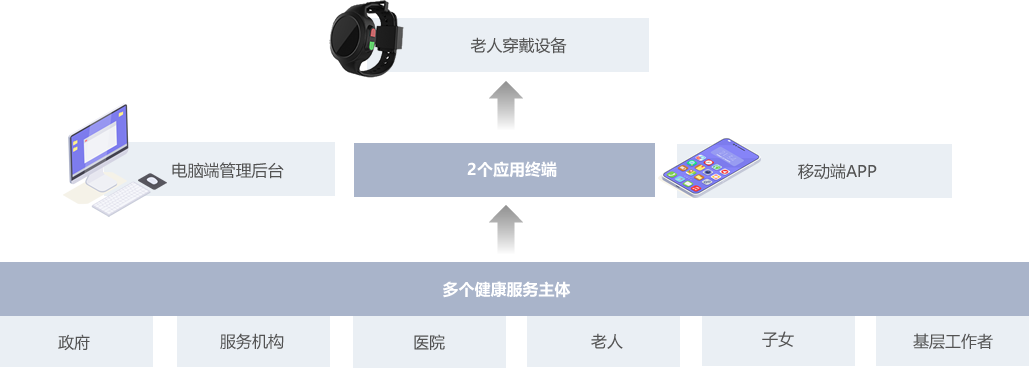 老人穿戴设备
电脑端管理后台
2个应用终端
移动端APP
多个健康服务主体
政府
服务机构
医院
老人
子女
基层工作者